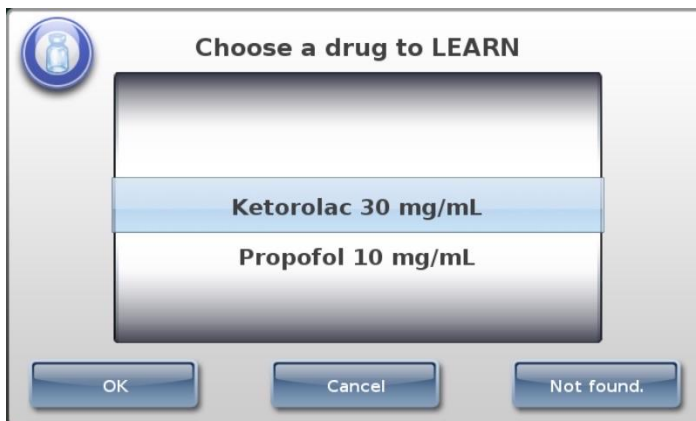 Choose a drug to LEARN
Ketorolac 30 mg/mL
Propofol 10 mg/mL
OK
Cancel
Not found.